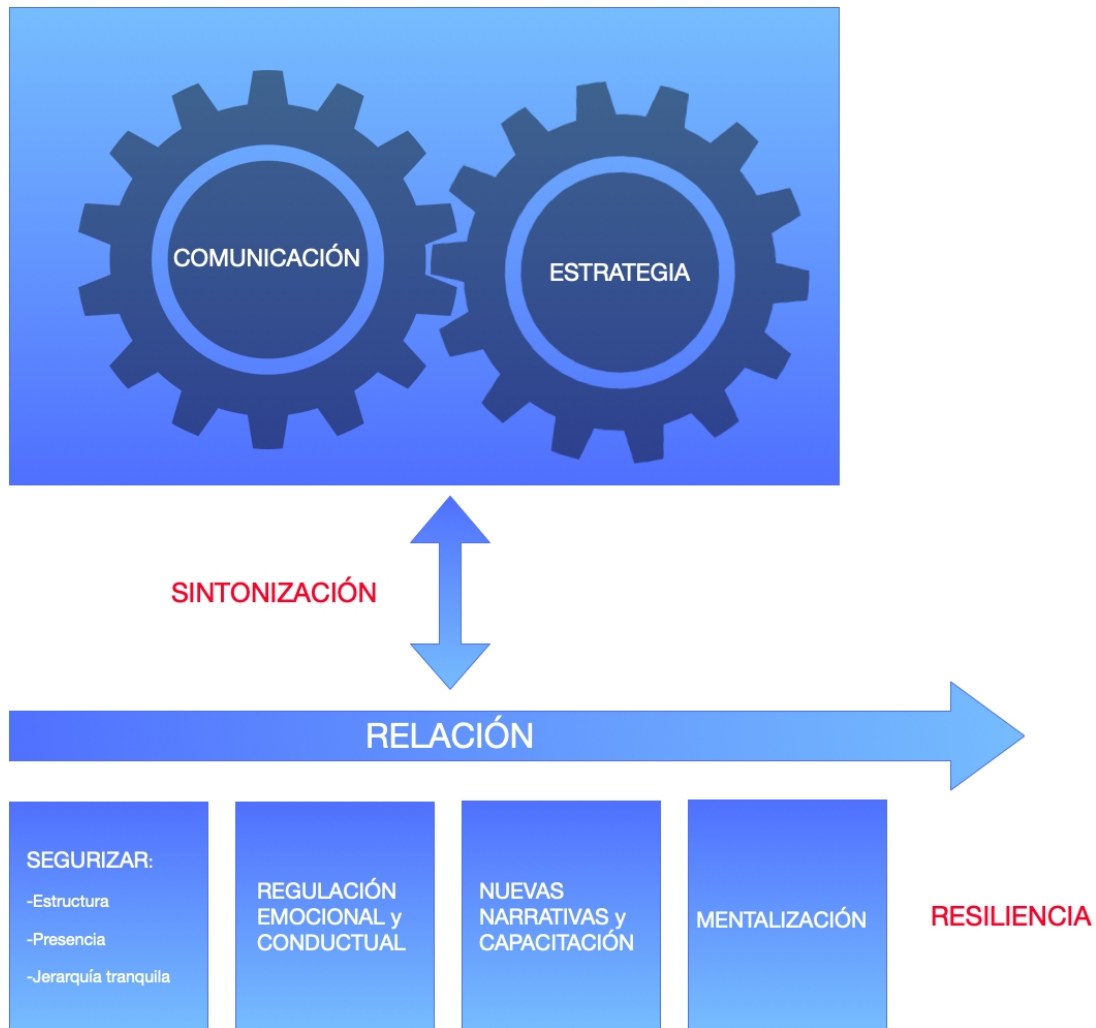 COMUNICACIÓN
ESTRATEGIA
SINTONIZACIÓN
RELACIÓN
SEGURIZAR:
-Estructura
-Presencia
-Jerarquía tranquila
REGULACIÓN
EMOCIONAL y
CONDUCTUAL
NUEVAS
NARRATIVAS y
CAPACITACIÓN
MENTALIZACIÓN
RESILIENCIA